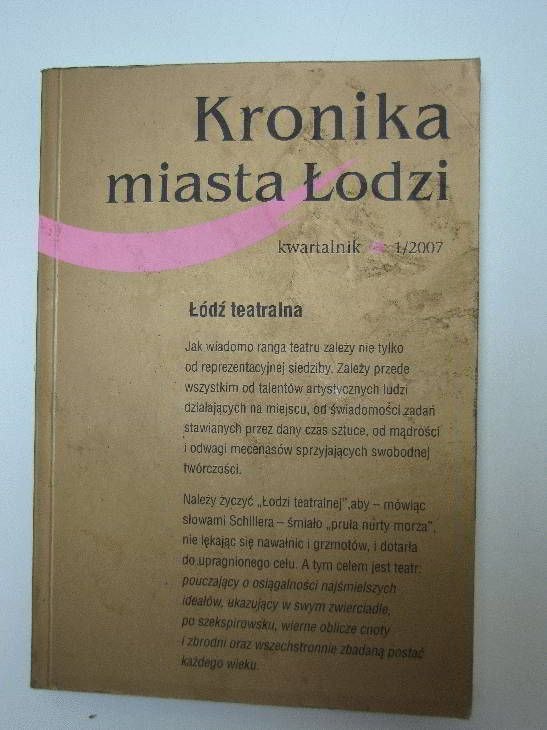 Kronika
miasta Łodzi
kwartalnik 1/2007
Łódź teatralna
Jak wiadomo ranga teatru zależy nie tylko
od reprezentacyjnej siedziby. Zależy przede
wszystkim od talentów artystycznych ludzi
działających na miejscu, od świadomości zadań
stawianych przez dany czas sztuce, od mądrości
i odwagi mecenasów sprzyjających swobodnej
twórczości.
Należy życzyć „Łodzi teatralnej”,aby – mówiąc
słowami Schillera – śmiało „pruła nurty morza”,
nie lękając się nawałnic i grzmotów, i dotarła
do upragnionego celu. A tym celem jest teatr:
pouczający o osiągalności najśmielszych
ideałów, ukazujący w swym zwierciadle,
po szekspirowsku, wierne oblicze cnoty
i zbrodni oraz wszechstronnie zbadaną postać
każdego wieku.